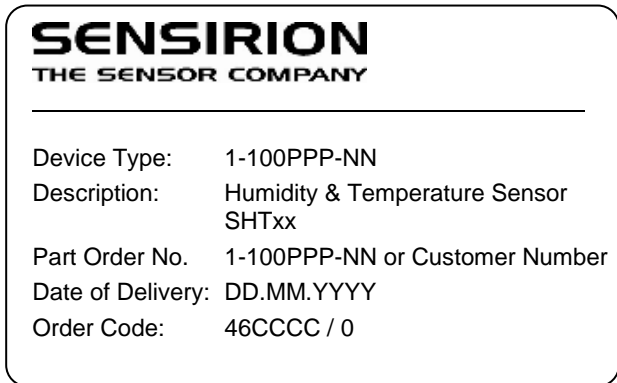 SENSIRION
THE SENSOR COMPANY
Device Type: 1-100PPP-NN
Description: Humidity & Temperature Sensor
SHTxx
Part Order No. 1-100PPP-NN or Customer Number
Date of Delivery: DD.MM.YYYY
Order Code: 46CCCC / 0